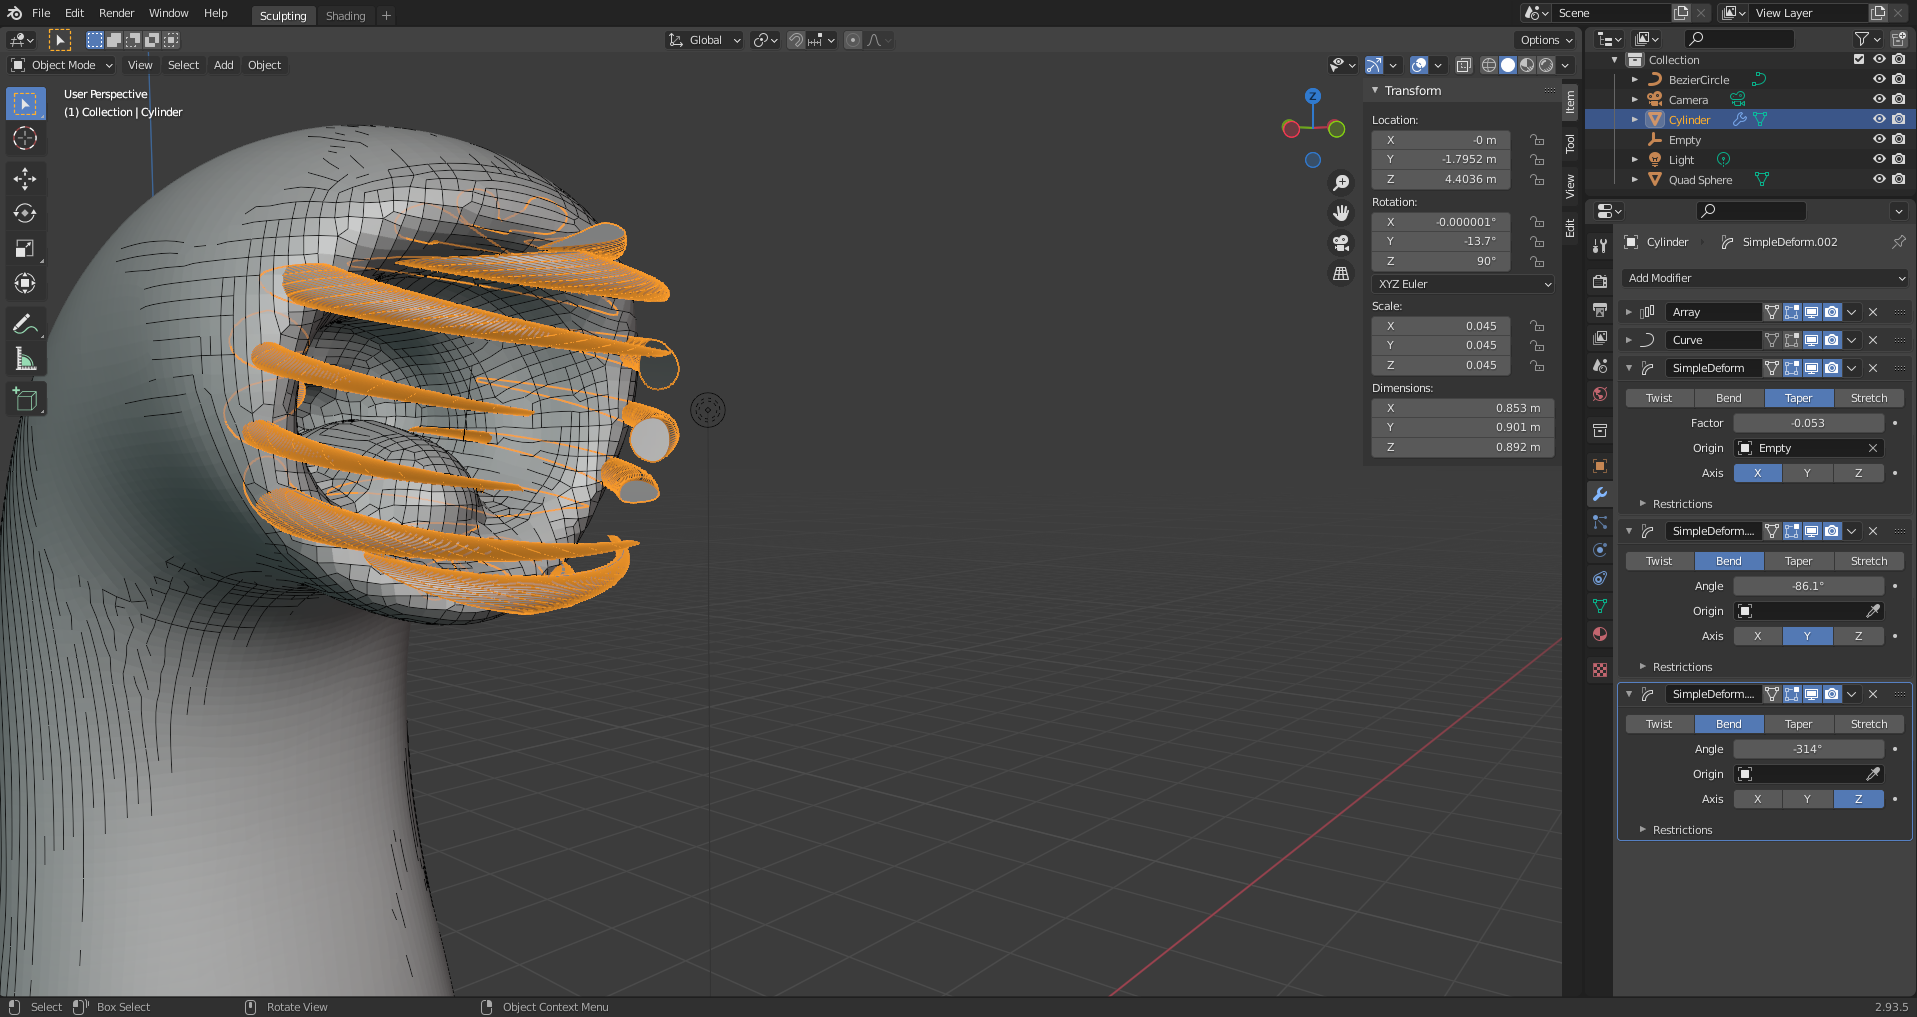 File Edit Render Window Help Sculpting Shading + Scene View Layer
Global Options
Object Mode View Select Add Object
User Perspective
(1) Collection | Cylinder
Z
Transform
Location:
X -0 m
Y -1.7952 m
Z 4.4036 m
Rotation:
X -0.000001°
Y -13.7°
Z 90°
XYZ Euler
Scale:
X 0.045
Y 0.045
Z 0.045
Dimensions:
X 0.853 m
Y 0.901 m
Z 0.892 m
Item
Tool
View
Edit
Collection
BezierCircle
Camera
Cylinder
Empty
Light
Quad Sphere
Cylinder SimpleDeform.002
Add Modifier
Array
Curve
SimpleDeform
Twist Bend Taper Stretch
Factor -0.053
Origin Empty
Axis X Y Z
Restrictions
SimpleDeform....
Twist Bend Taper Stretch
Angle -86.1°
Origin
Axis X Y Z
Restrictions
SimpleDeform....
Twist Bend Taper Stretch
Angle -314°
Origin
Axis X Y Z
Restrictions
Select Box Select Rotate View Object Context Menu 2.93.5